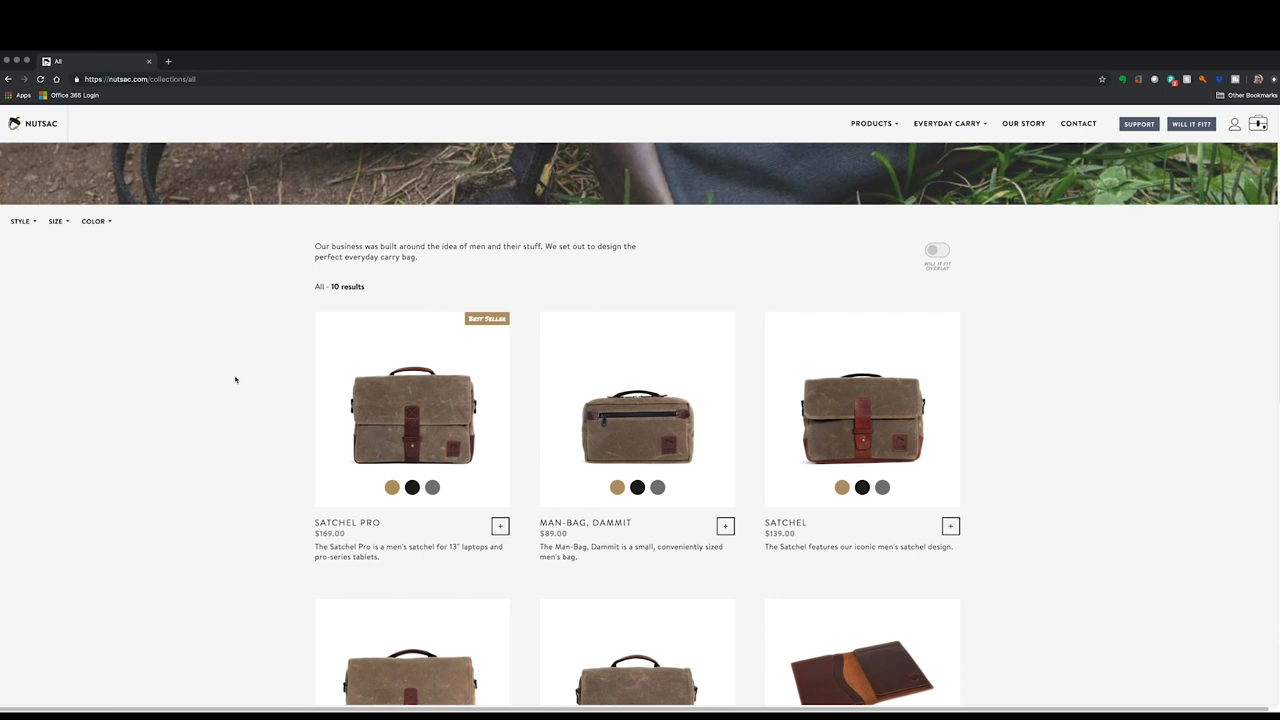 All
https://nutsac.com/collections/all
Apps
Office 365 Login
Other Bookmarks
NUTSAC
PRODUCTS
EVERYDAY CARRY
OUR STORY
CONTACT
SUPPORT
WILL IT FIT?
STYLE
SIZE
COLOR
Our business was built around the idea of men and their stuff. We set out to design the
perfect everyday carry bag.
WILL IT FIT
OVERLAY
All - 10 results
BEST SELLER
SATCHEL PRO
+
$169.00
The Satchel Pro is a men's satchel for 13" laptops and
pro-series tablets.
MAN-BAG, DAMMIT
+
$89.00
The Man-Bag, Dammit is a small, conveniently sized
men's bag.
SATCHEL
+
$139.00
The Satchel features our iconic men's satchel design.